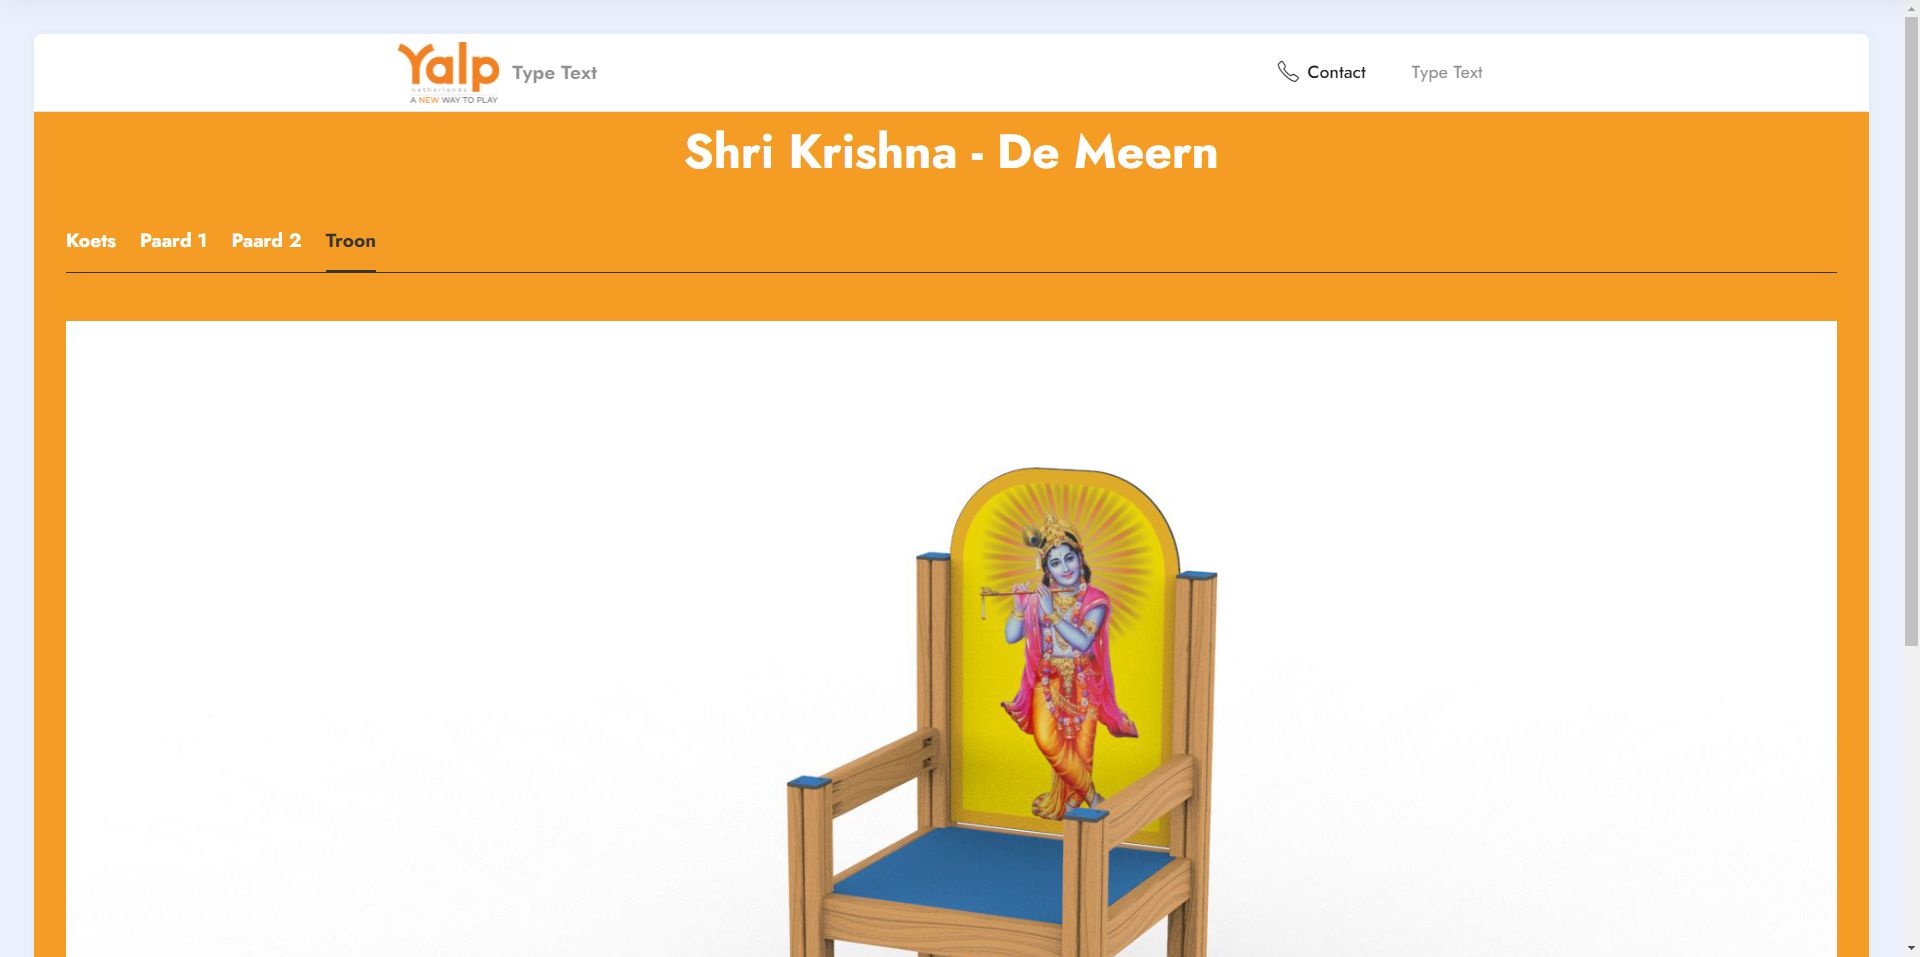 Yalp
netherlands
A NEW WAY TO PLAY
Type Text
Contact
Type Text
Shri Krishna - De Meern
Koets Paard 1 Paard 2 Troon